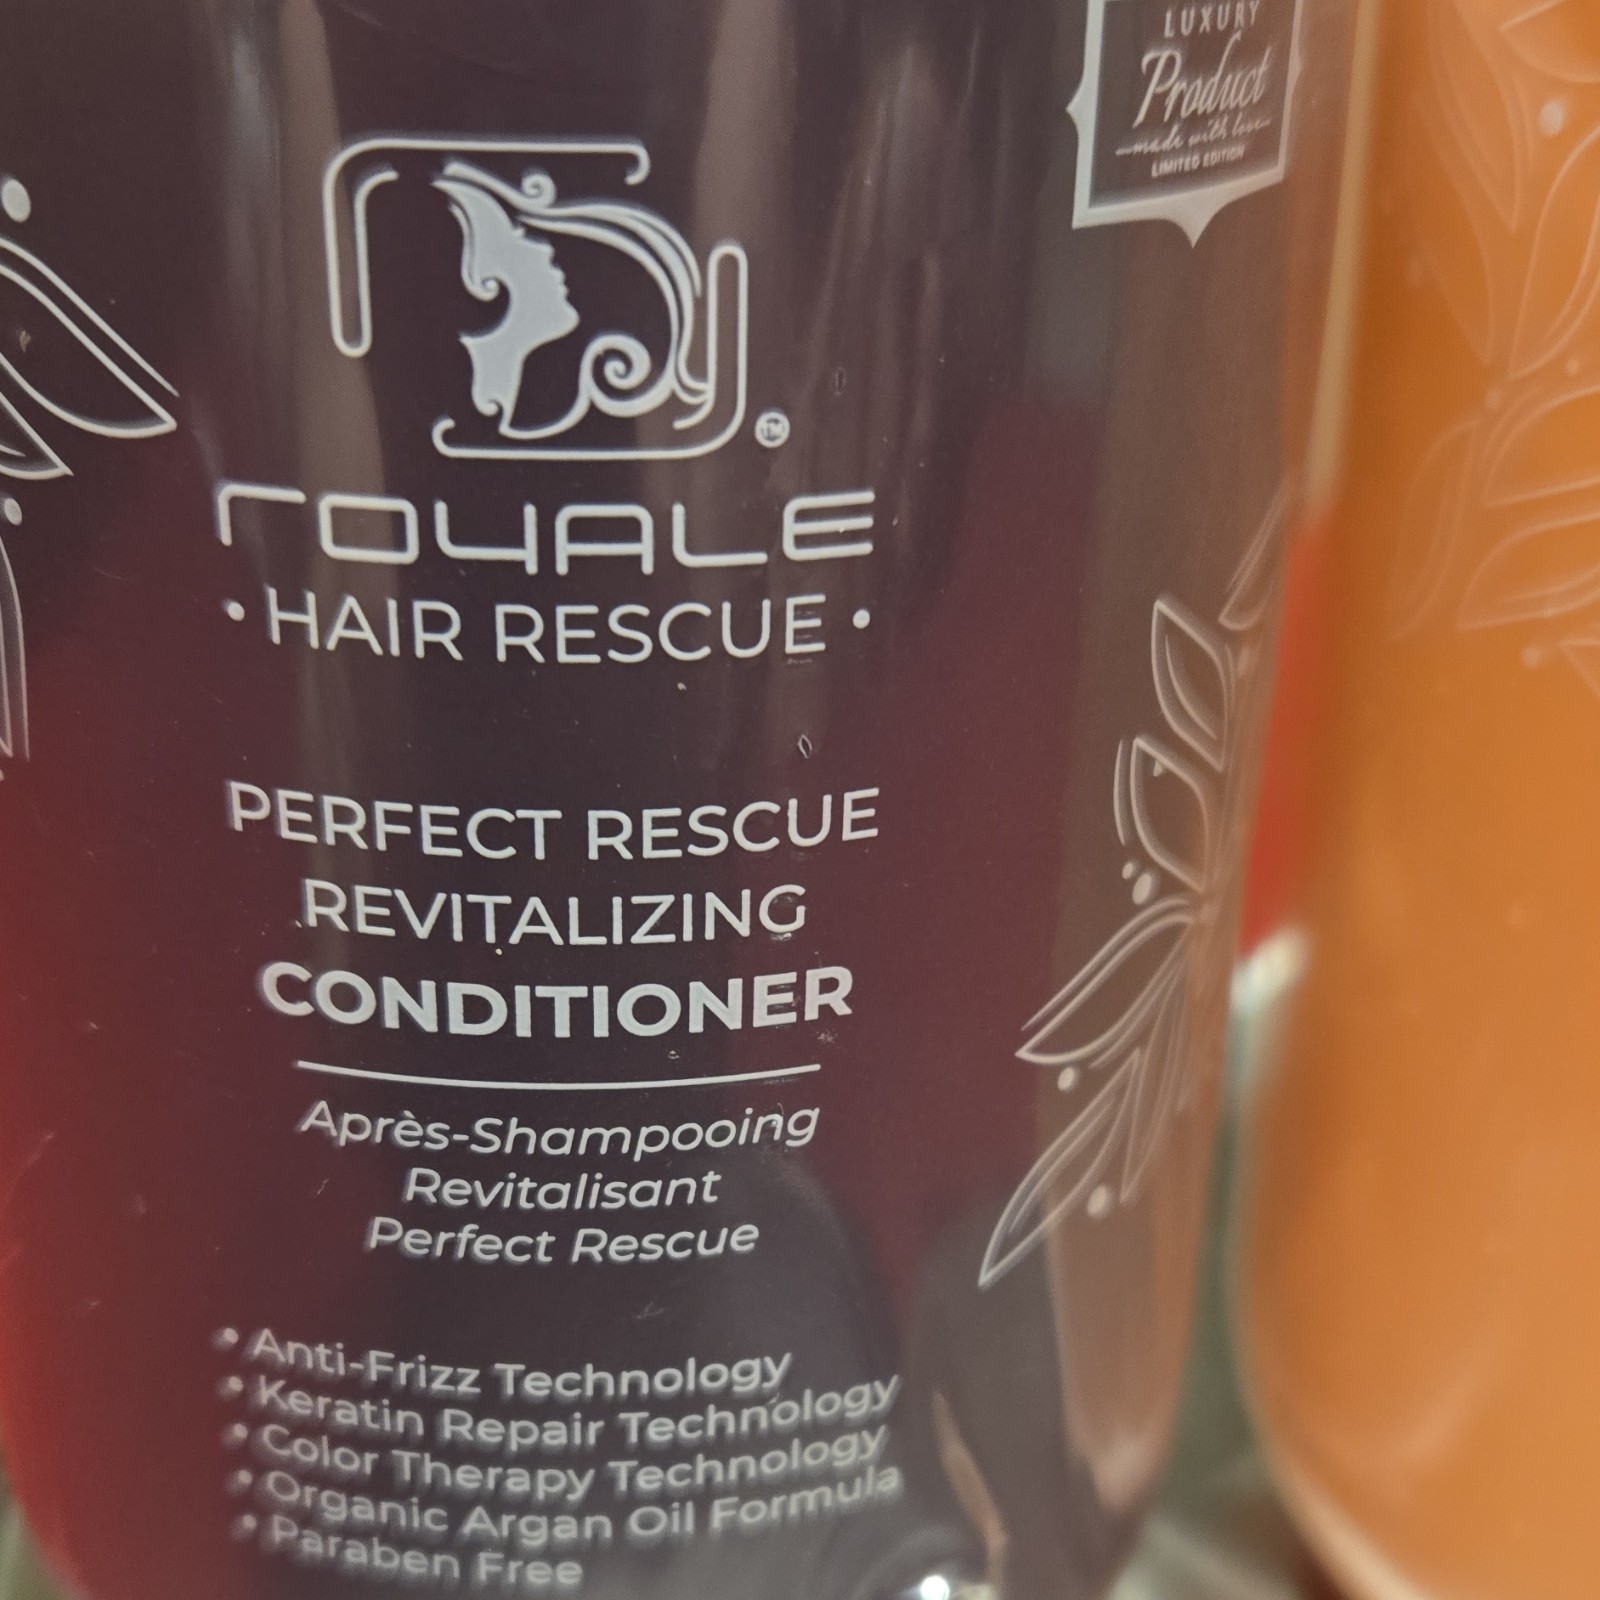 LUXURY
Product
made with love
LIMITED EDITION
TM
ROYALE
• HAIR RESCUE •
PERFECT RESCUE
REVITALIZING
CONDITIONER
Après-Shampooing
Revitalisant
Perfect Rescue
• Anti-Frizz Technology
• Keratin Repair Technology
• Color Therapy Technology
• Organic Argan Oil Formula
• Paraben Free